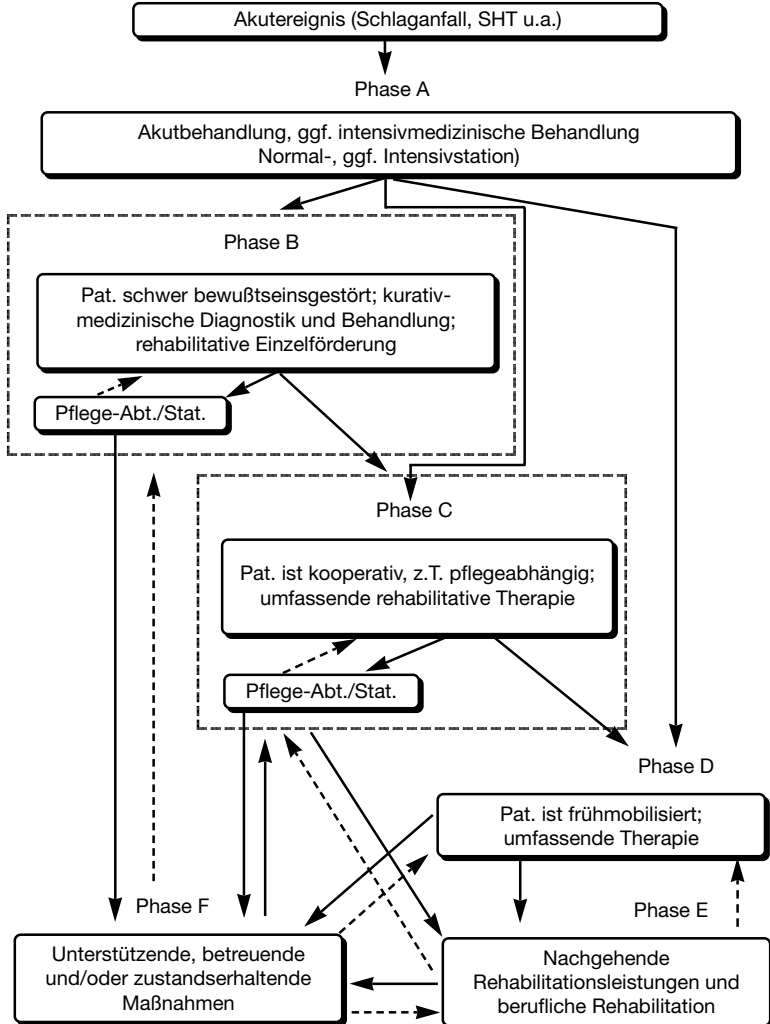 Akutereignis (Schlaganfall, SHT u.a.)
Phase A
Akutbehandlung, ggf. intensivmedizinische Behandlung
Normal-, ggf. Intensivstation)
Phase B
Pat. schwer bewußtseinsgestört; kurativ-
medizinische Diagnostik und Behandlung;
rehabilitative Einzelförderung
Pflege-Abt./Stat.
Phase C
Pat. ist kooperativ, z.T. pflegeabhängig;
umfassende rehabilitative Therapie
Pflege-Abt./Stat.
Phase D
Pat. ist frühmobilisiert;
umfassende Therapie
Phase F
Unterstützende, betreuende
und/oder zustandserhaltende
Maßnahmen
Phase E
Nachgehende
Rehabilitationsleistungen und
berufliche Rehabilitation